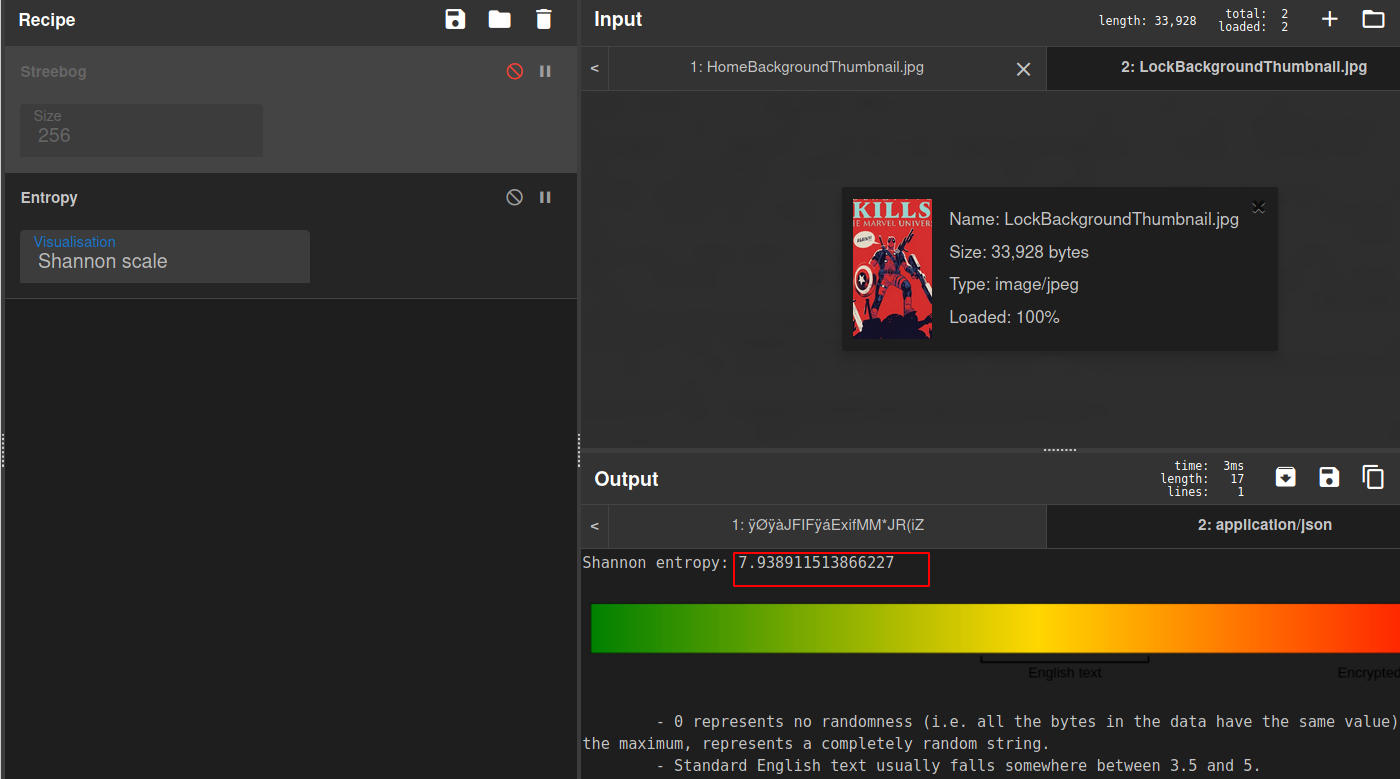 Recipe
Streebog
Size
256
Entropy
Visualisation
Shannon scale
Input
length: 33,928
total: 2
loaded: 2
<
1: HomeBackgroundThumbnail.jpg
2: LockBackgroundThumbnail.jpg
KILLS
E MARVEL UNIVER
Name: LockBackgroundThumbnail.jpg
Size: 33,928 bytes
Type: image/jpeg
Loaded: 100%
Output
time: 3ms
length: 17
lines: 1
<
1: ÿØÿàJFIFÿáExifMM*JR(iZ
2: application/json
Shannon entropy: 7.938911513866227
English text
Encrypted
- 0 represents no randomness (i.e. all the bytes in the data have the same value)
the maximum, represents a completely random string.
- Standard English text usually falls somewhere between 3.5 and 5.